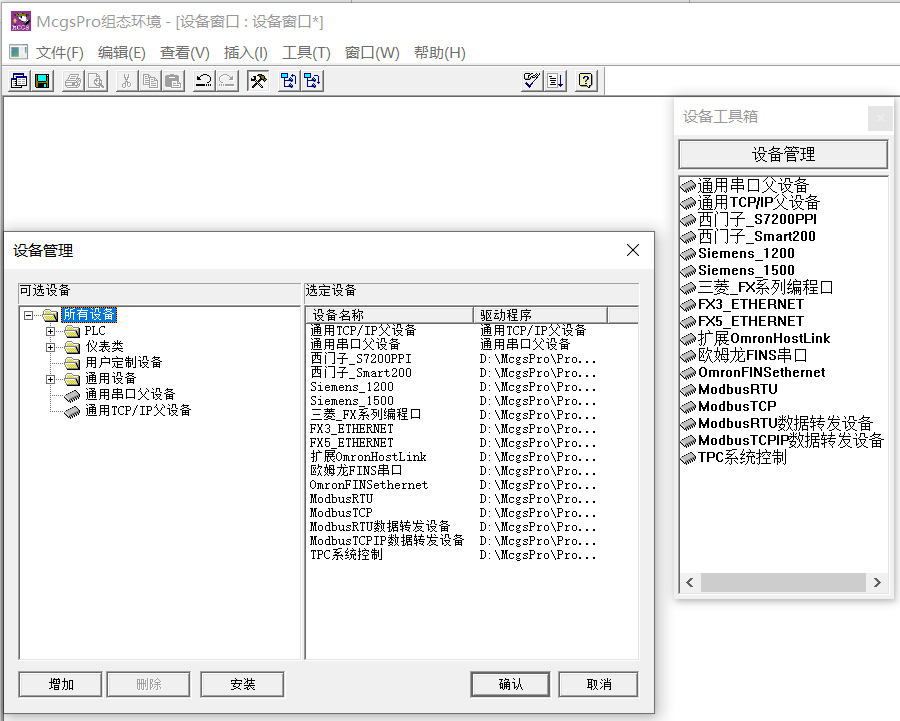 McgsPro组态环境 - [设备窗口 : 设备窗口*]
文件(F) 编辑(E) 查看(V) 插入(I) 工具(T) 窗口(W) 帮助(H)
设备工具箱
设备管理
通用串口父设备
通用TCP/IP父设备
西门子_S7200PPI
西门子_Smart200
Siemens_1200
Siemens_1500
三菱_FX系列编程口
FX3_ETHERNET
FX5_ETHERNET
扩展OmronHostLink
欧姆龙FINS串口
OmronFINSethernet
ModbusRTU
ModbusTCP
ModbusRTU数据转发设备
ModbusTCPIP数据转发设备
TPC系统控制
设备管理
可选设备
所有设备
PLC
仪表类
用户定制设备
通用设备
通用串口父设备
通用TCP/IP父设备
选定设备
设备名称 驱动程序
通用TCP/IP父设备 通用TCP/IP父设备
通用串口父设备 通用串口父设备
西门子_S7200PPI D:\McgsPro\Pro...
西门子_Smart200 D:\McgsPro\Pro...
Siemens_1200 D:\McgsPro\Pro...
Siemens_1500 D:\McgsPro\Pro...
三菱_FX系列编程口 D:\McgsPro\Pro...
FX3_ETHERNET D:\McgsPro\Pro...
FX5_ETHERNET D:\McgsPro\Pro...
扩展OmronHostLink D:\McgsPro\Pro...
欧姆龙FINS串口 D:\McgsPro\Pro...
OmronFINSethernet D:\McgsPro\Pro...
ModbusRTU D:\McgsPro\Pro...
ModbusTCP D:\McgsPro\Pro...
ModbusRTU数据转发设备 D:\McgsPro\Pro...
ModbusTCPIP数据转发设备 D:\McgsPro\Pro...
TPC系统控制 D:\McgsPro\Pro...
增加 删除 安装 确认 取消